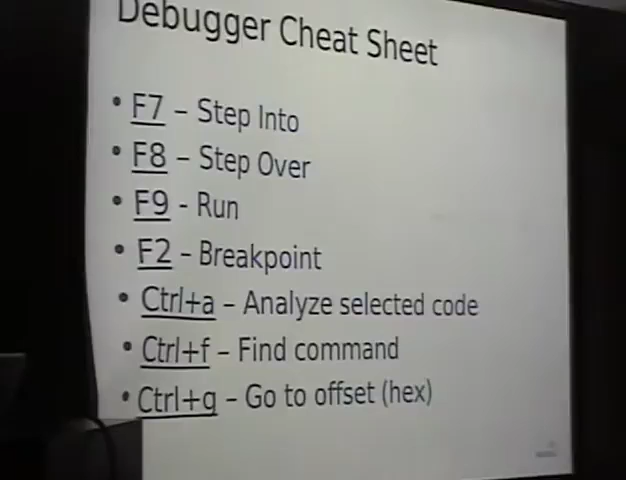 Debugger Cheat Sheet
• F7 – Step Into
• F8 – Step Over
• F9 - Run
• F2 – Breakpoint
• Ctrl+a – Analyze selected code
• Ctrl+f – Find command
• Ctrl+g – Go to offset (hex)